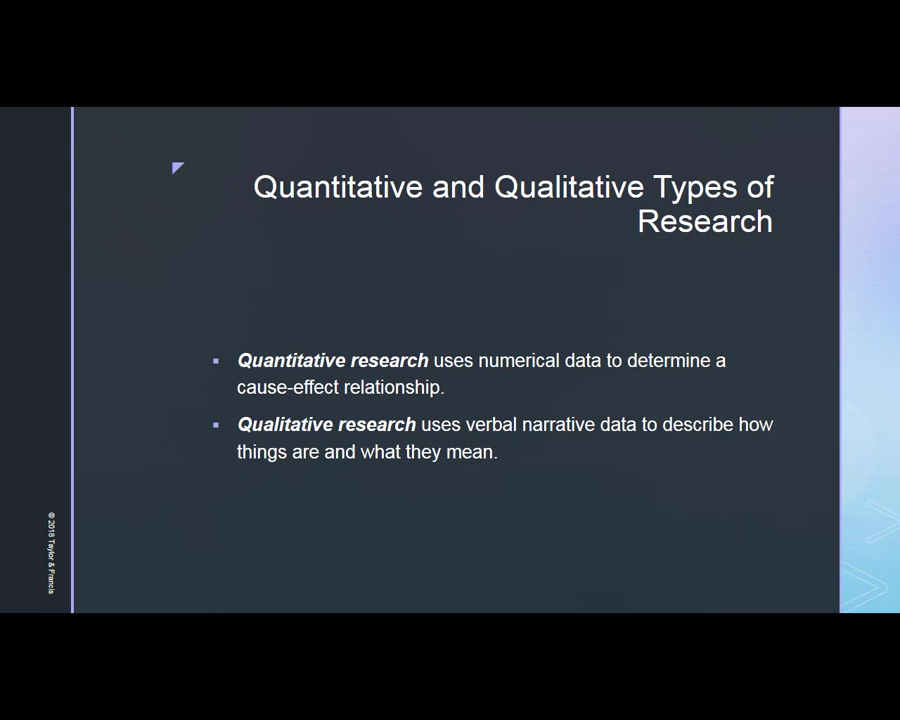 Quantitative and Qualitative Types of
Research
▪ Quantitative research uses numerical data to determine a
cause-effect relationship.
▪ Qualitative research uses verbal narrative data to describe how
things are and what they mean.
© 2018 Taylor & Francis